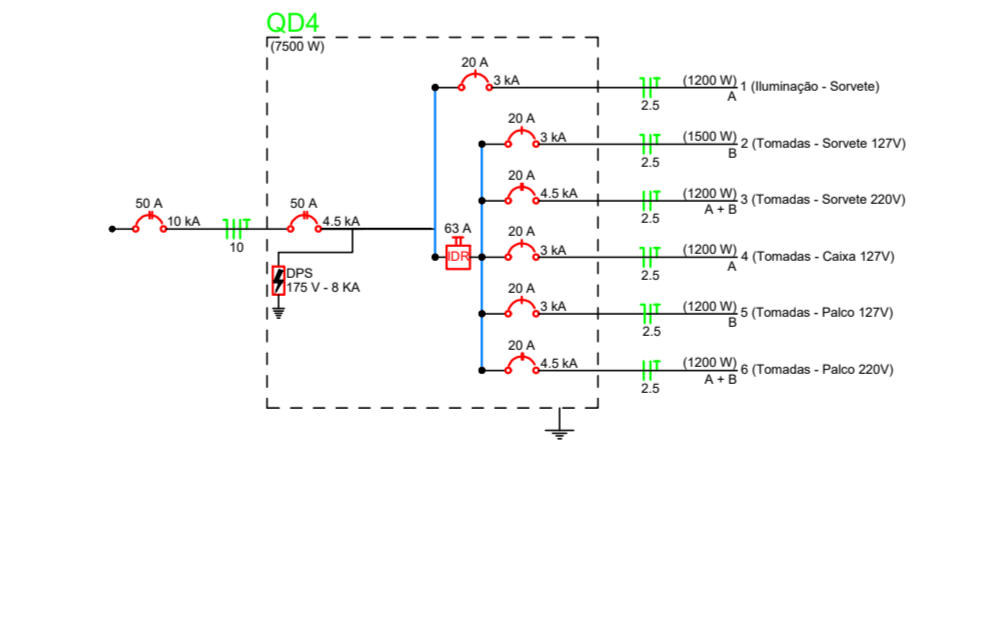 QD4
(7500 W)
20 A
3 kA
(1200 W)
A
2.5
1 (Iluminação - Sorvete)
20 A
3 kA
(1500 W)
B
2.5
2 (Tomadas - Sorvete 127V)
20 A
4.5 kA
(1200 W)
A + B
2.5
3 (Tomadas - Sorvete 220V)
50 A
10 kA
10
50 A
4.5 kA
63 A
IDR
20 A
3 kA
(1200 W)
A
2.5
4 (Tomadas - Caixa 127V)
DPS
175 V - 8 KA
20 A
3 kA
(1200 W)
B
2.5
5 (Tomadas - Palco 127V)
20 A
4.5 kA
(1200 W)
A + B
2.5
6 (Tomadas - Palco 220V)